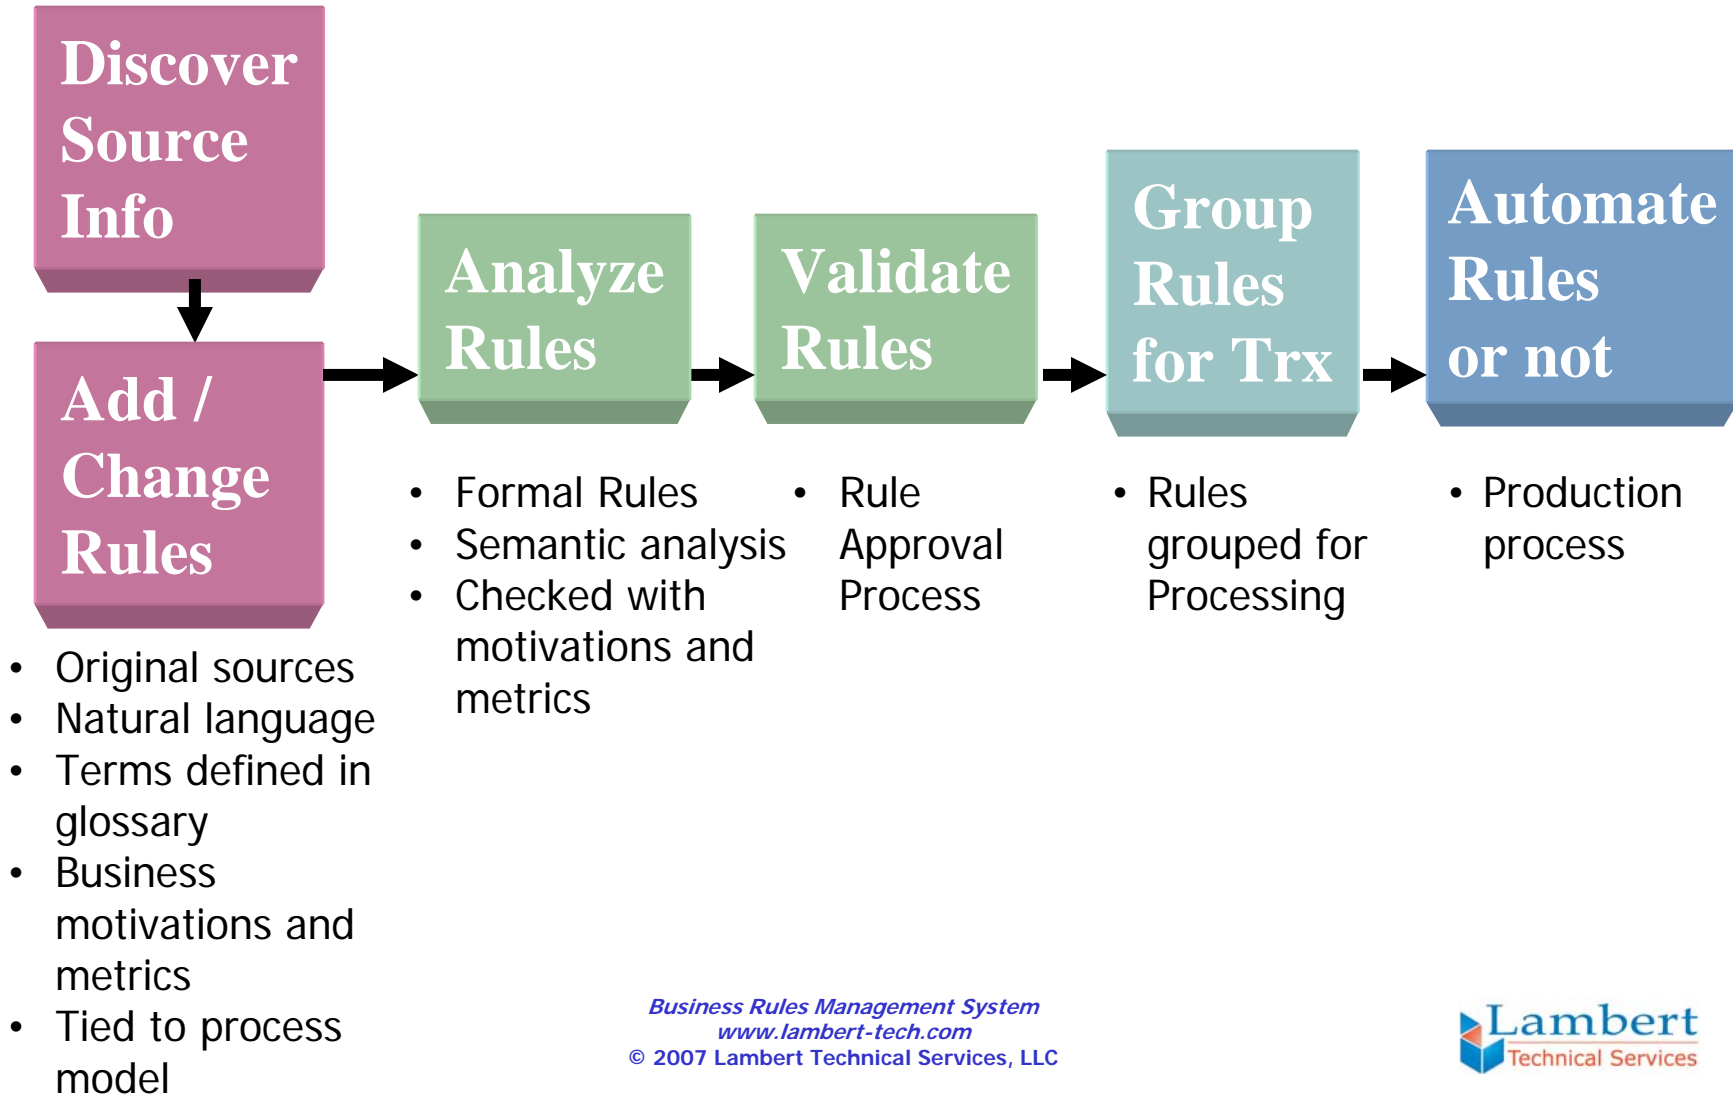 Discover
Source
Info
Add /
Change
Rules
• Original sources
• Natural language
• Terms defined in
glossary
• Business
motivations and
metrics
• Tied to process
model
Analyze
Rules
• Formal Rules
• Semantic analysis
• Checked with
motivations and
metrics
Validate
Rules
• Rule
Approval
Process
Group
Rules
for Trx
• Rules
grouped for
Processing
Automate
Rules
or not
• Production
process
Business Rules Management System
www.lambert-tech.com
© 2007 Lambert Technical Services, LLC
Lambert
Technical Services